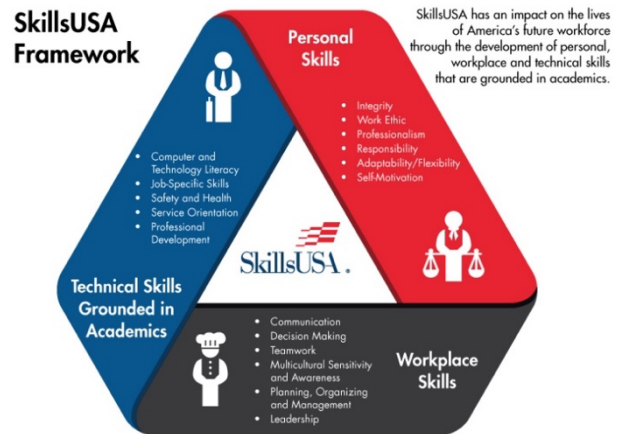 SkillsUSA
Framework
SkillsUSA has an impact on the lives
of America's future workforce
through the development of personal,
workplace and technical skills
that are grounded in academics.
Personal
Skills
• Integrity
• Work Ethic
• Professionalism
• Responsibility
• Adaptability/Flexibility
• Self-Motivation
• Computer and
Technology Literacy
• Job-Specific Skills
• Safety and Health
• Service Orientation
• Professional
Development
SkillsUSA.
Technical Skills
Grounded in
Academics
• Communication
• Decision Making
• Teamwork
• Multicultural Sensitivity
and Awareness
• Planning, Organizing
and Management
• Leadership
Workplace
Skills